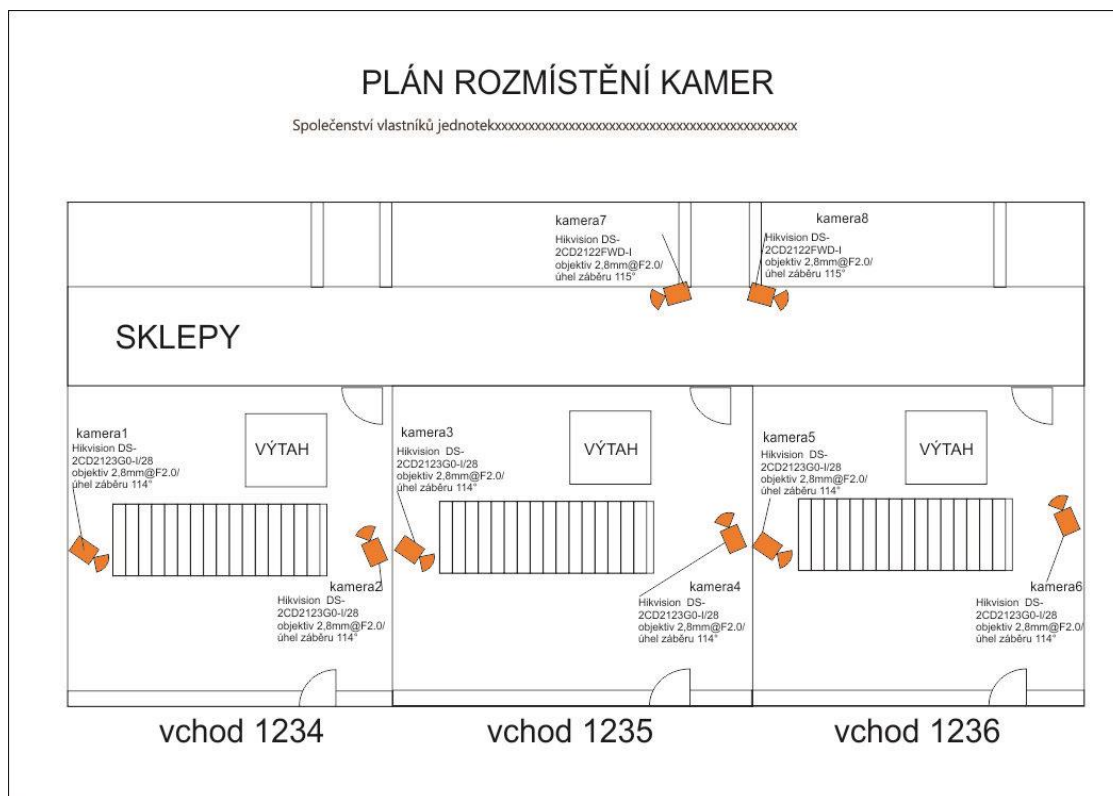 PLÁN ROZMÍSTĚNÍ KAMER
Společenství vlastníků jednotekxxxxxxxxxxxxxxxxxxxxxxxxxxxxxxxxxxxxxxxxxxxxx
kamera7
Hikvision DS-
2CD2122FWD-I
objektiv 2,8mm@F2.0/
úhel záběru 115°
kamera8
Hikvision DS-
2CD2122FWD-I
objektiv 2,8mm@F2.0/
úhel záběru 115°
SKLEPY
kamera1
Hikvision DS-
2CD2123G0-I/28
objektiv 2,8mm@F2.0/
úhel záběru 114°
VÝTAH
kamera2
Hikvision DS-
2CD2123G0-I/28
objektiv 2,8mm@F2.0/
úhel záběru 114°
kamera3
Hikvision DS-
2CD2123G0-I/28
objektiv 2,8mm@F2.0/
úhel záběru 114°
VÝTAH
kamera4
Hikvision DS-
2CD2123G0-I/28
objektiv 2,8mm@F2.0/
úhel záběru 114°
kamera5
Hikvision DS-
2CD2123G0-I/28
objektiv 2,8mm@F2.0/
úhel záběru 114°
VÝTAH
kamera6
Hikvision DS-
2CD2123G0-I/28
objektiv 2,8mm@F2.0/
úhel záběru 114°
vchod 1234
vchod 1235
vchod 1236